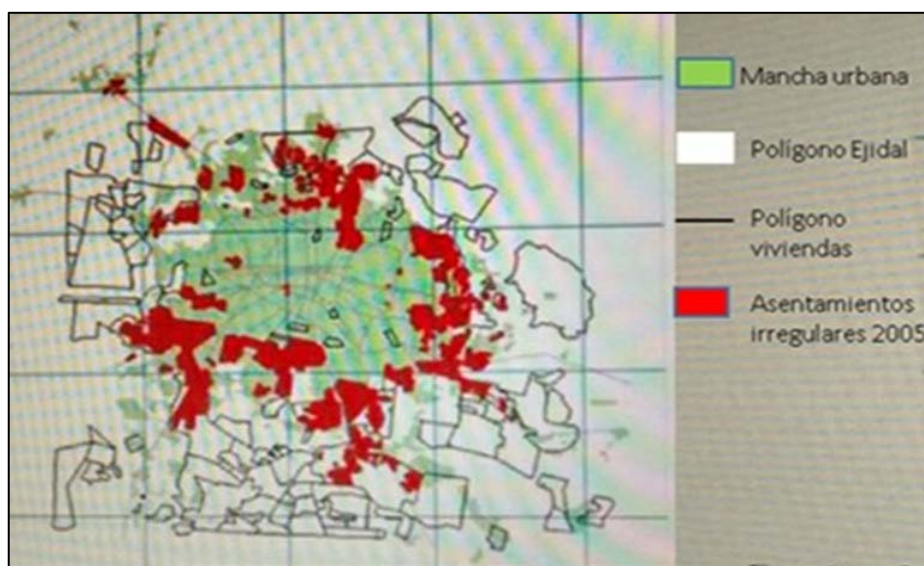 Mancha urbana
Polígono Ejidal
Polígono
viviendas
Asentamientos
irregulares 2005